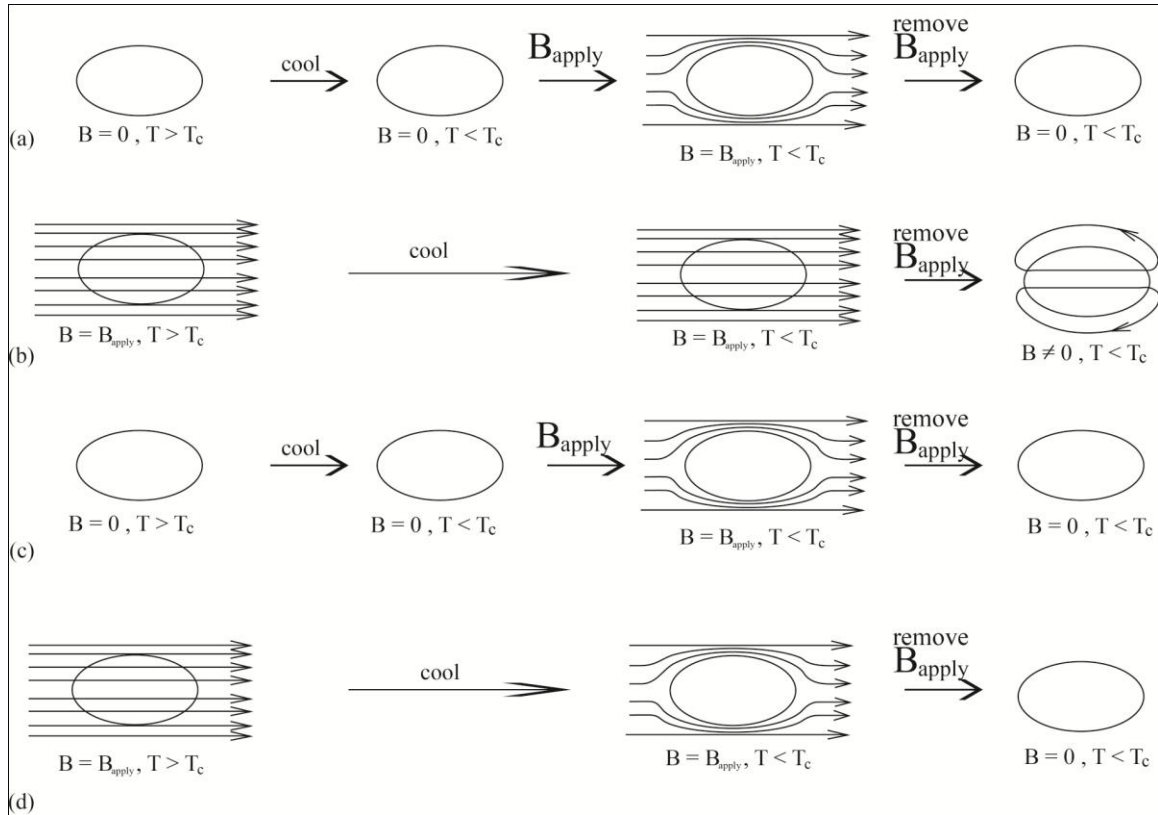 cool
B_apply
remove
B_apply
(a)
B = 0 , T > T_c
B = 0 , T < T_c
B = B_apply, T < T_c
B = 0 , T < T_c
cool
remove
B_apply
(b)
B = B_apply, T > T_c
B = B_apply, T < T_c
B ≠ 0 , T < T_c
cool
B_apply
remove
B_apply
(c)
B = 0 , T > T_c
B = 0 , T < T_c
B = B_apply, T < T_c
B = 0 , T < T_c
cool
remove
B_apply
B = B_apply, T > T_c
B = B_apply, T < T_c
B = 0 , T < T_c
(d)